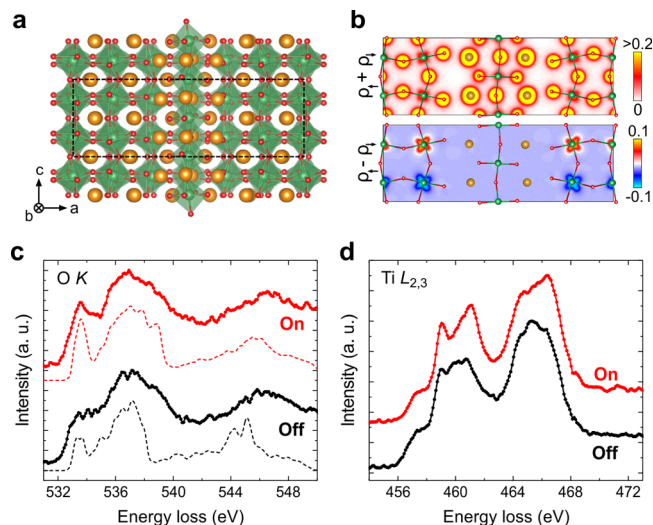 a
b
c
b
a
ρ↑ + ρ↓
>0.2
0
ρ↑ - ρ↓
0.1
-0.1
c
O K
On
Off
Intensity (a. u.)
532 536 540 544 548
Energy loss (eV)
d
Ti L2,3
On
Off
Intensity (a. u.)
456 460 464 468 472
Energy loss (eV)